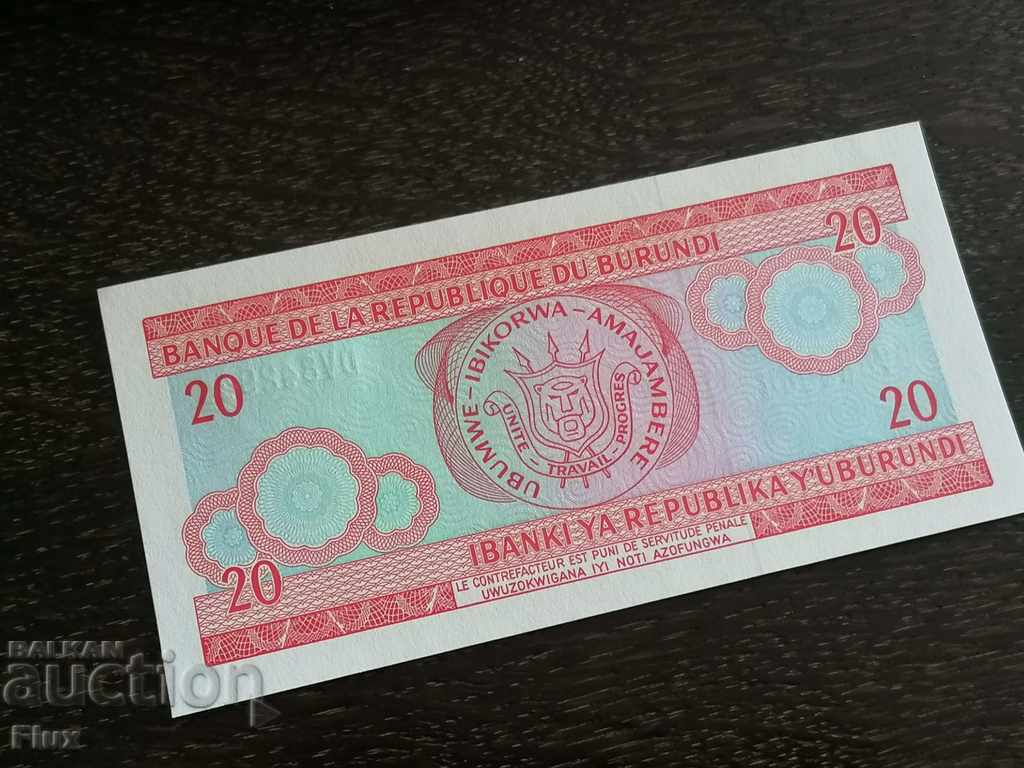 BANQUE DE LA REPUBLIQUE DU BURUNDI
20
20
UBUMWE - IBIKORWA - AMAJAMBERE
UNITE - TRAVAIL - PROGRES
20
20
IBANKI YA REPUBLIKA Y'UBURUNDI
LE CONTREFACTEUR EST PUNI DE SERVITUDE PENALE
UWUZOKWIGANA IYI NOTI AZOFUNGWA
BALKAN
auction
Flux